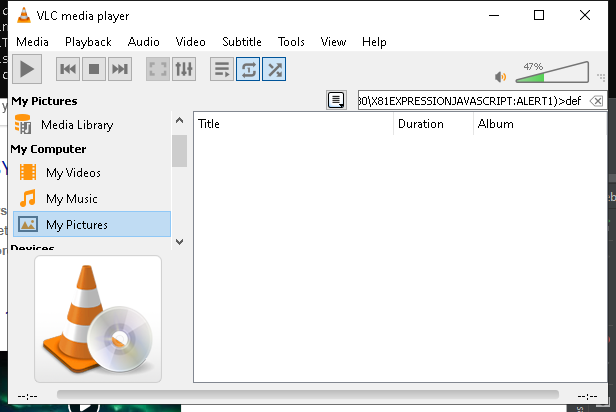 VLC media player
Media Playback Audio Video Subtitle Tools View Help
47%
My Pictures
30\X81EXPRESSIONJAVASCRIPT:ALERT1)>def
Media Library
Title Duration Album
My Computer
My Videos
My Music
My Pictures
Devices
--:-- --:--